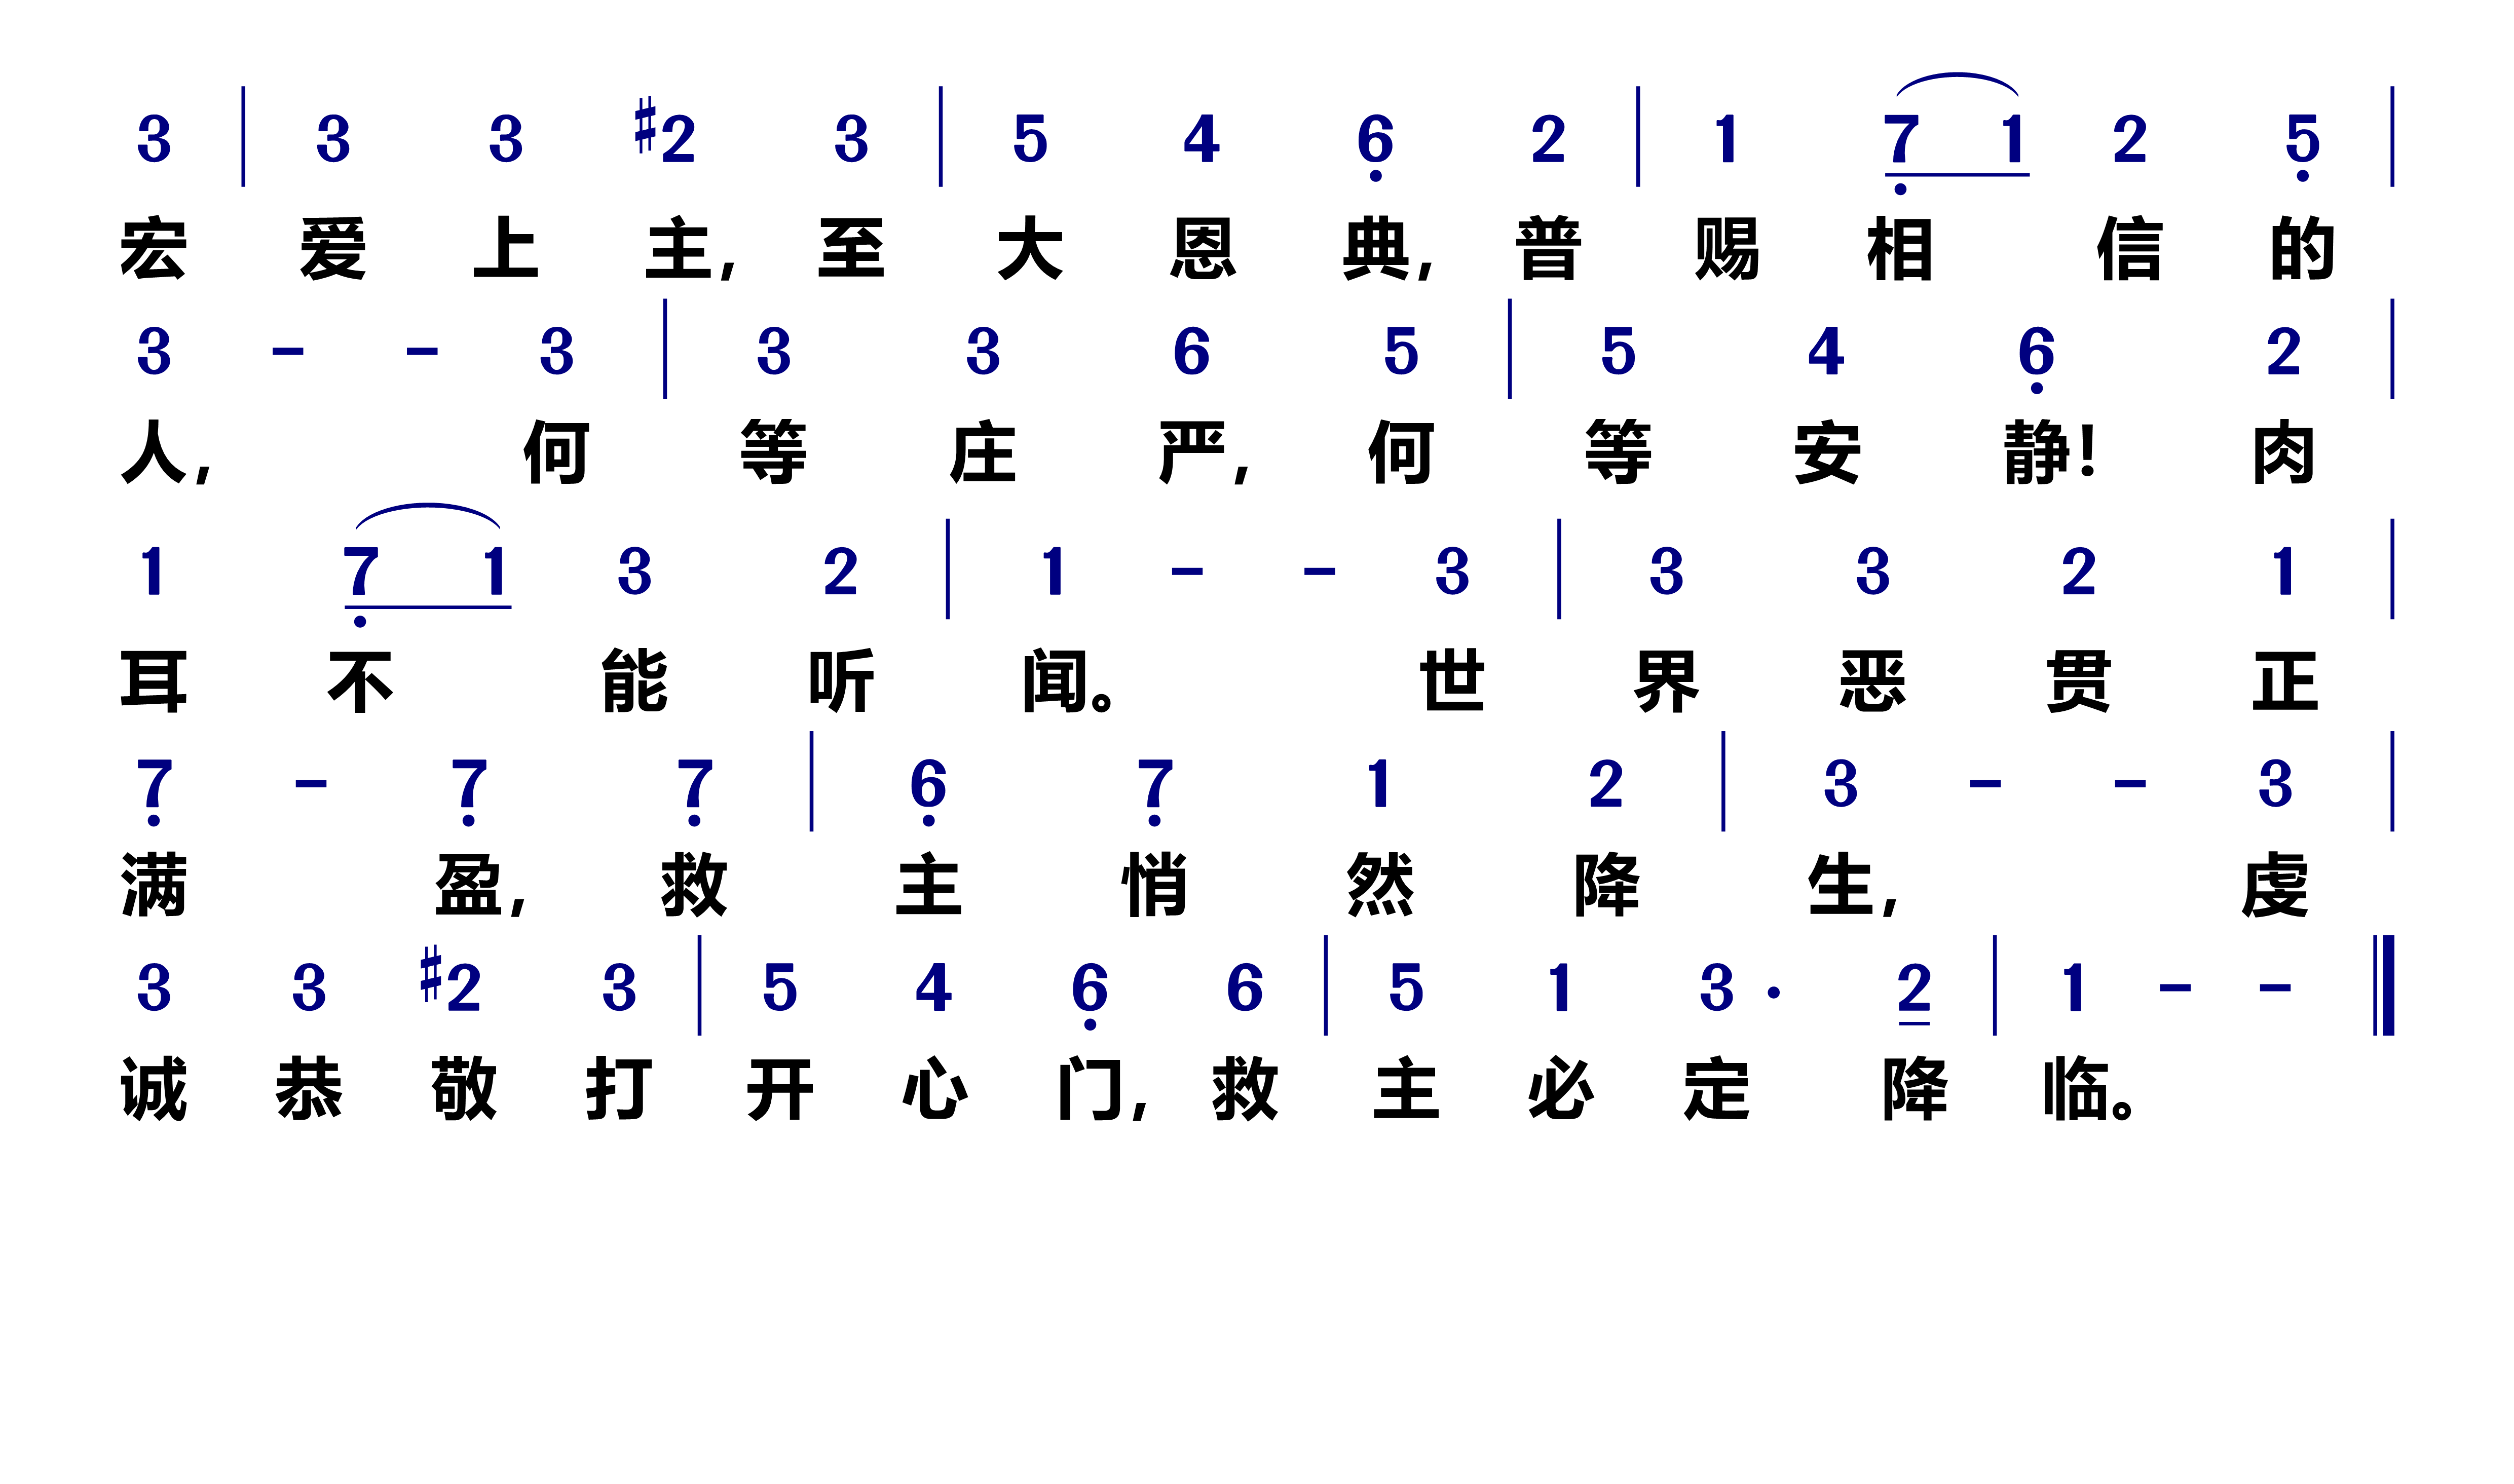 3 | 3 3 #2 3 | 5 4 6̣ 2 | 1 7̣ 1 2 5̣ |
宏爱上主,至大恩典,普赐相信的
3 - - 3 | 3 3 6 5 | 5 4 6̣ 2 |
人,何等庄严,何等安静!肉
1 7̣ 1 3 2 | 1 - - 3 | 3 3 2 1 |
耳不能听闻。世界恶贯正
7̣ - 7̣ 7̣ | 6̣ 7̣ 1 2 | 3 - - 3 |
满盈,救主悄然降生,虔
3 3 #2 3 | 5 4 6̣ 6 | 5 1 3 · 2 | 1 - - ‖
诚恭敬打开心门,救主必定降临。